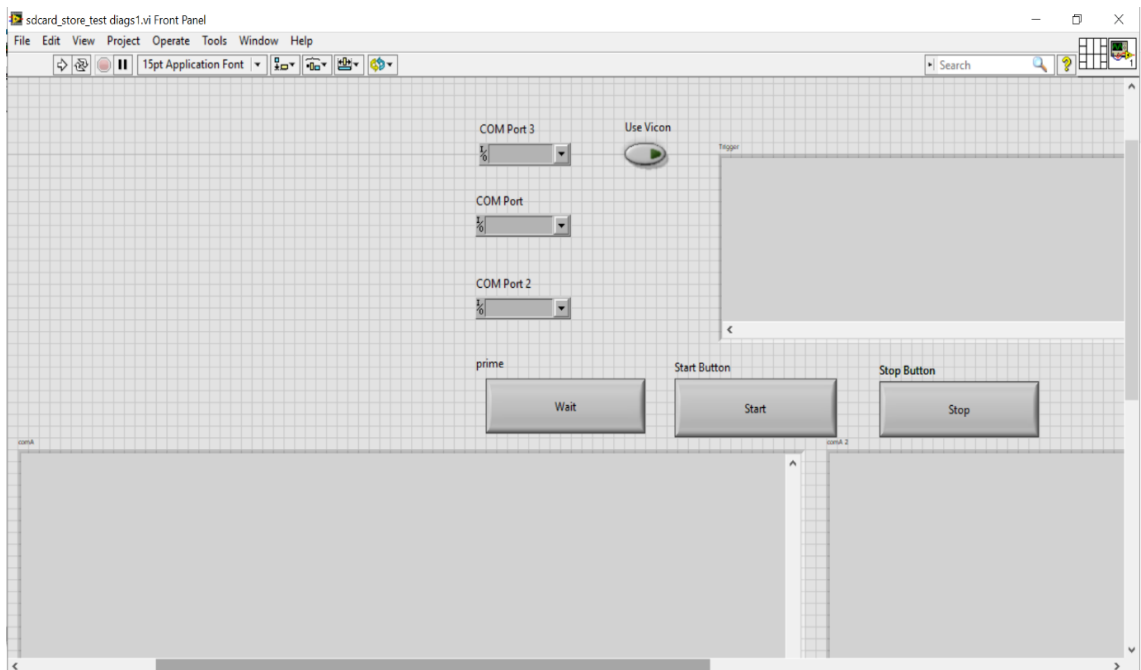 sdcard_store_test diags1.vi Front Panel
File Edit View Project Operate Tools Window Help
15pt Application Font
Search
1
COM Port 3
Use Vicon
Trigger
COM Port
COM Port 2
prime
Start Button
Stop Button
Wait
Start
Stop
comA
comA 2